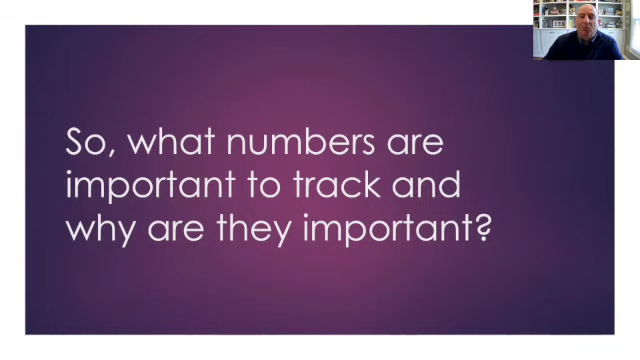 So, what numbers are
important to track and
why are they important?